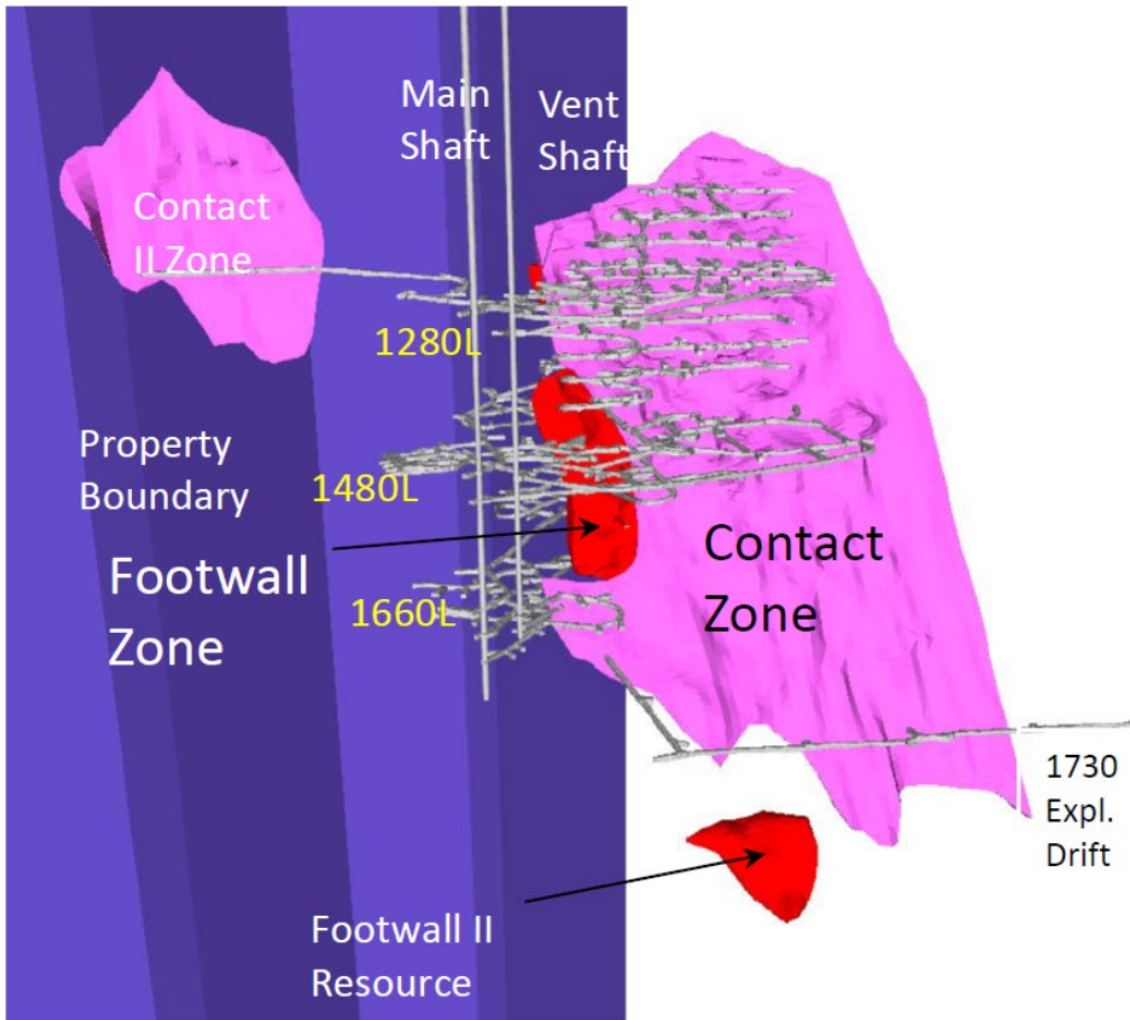 Main
Shaft
Vent
Shaft
Contact
II Zone
1280L
Property
Boundary
1480L
Footwall
Zone
Contact
Zone
1660L
1730
Expl.
Drift
Footwall II
Resource